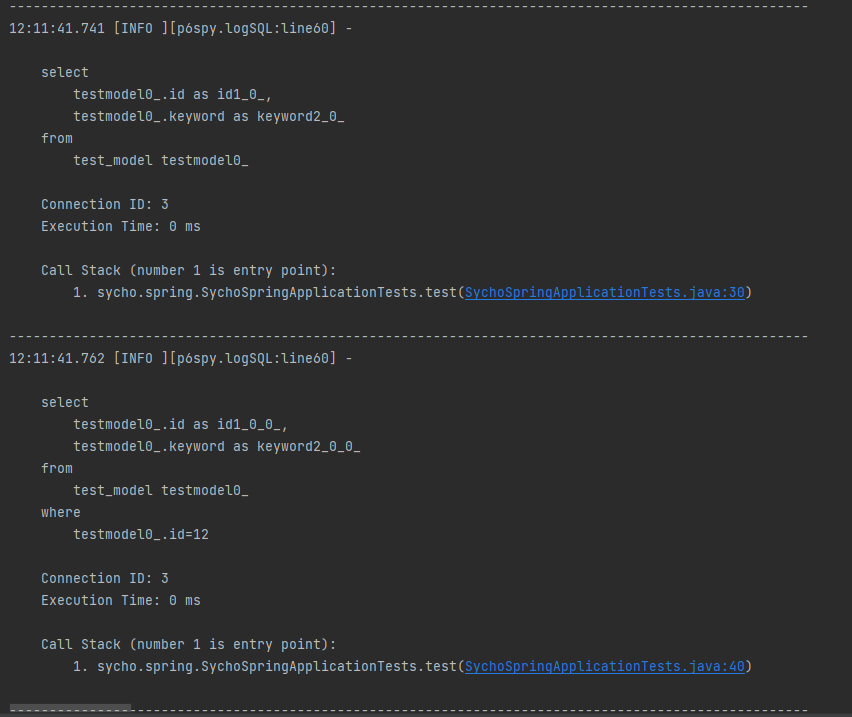 ----------------------------------------------------------------------------------------------------
12:11:41.741 [INFO ][p6spy.logSQL:line60] -
select
testmodel0_.id as id1_0_,
testmodel0_.keyword as keyword2_0_
from
test_model testmodel0_
Connection ID: 3
Execution Time: 0 ms
Call Stack (number 1 is entry point):
1. sycho.spring.SychoSpringApplicationTests.test(SychoSpringApplicationTests.java:30)
----------------------------------------------------------------------------------------------------
12:11:41.762 [INFO ][p6spy.logSQL:line60] -
select
testmodel0_.id as id1_0_0_,
testmodel0_.keyword as keyword2_0_0_
from
test_model testmodel0_
where
testmodel0_.id=12
Connection ID: 3
Execution Time: 0 ms
Call Stack (number 1 is entry point):
1. sycho.spring.SychoSpringApplicationTests.test(SychoSpringApplicationTests.java:40)
----------------------------------------------------------------------------------------------------